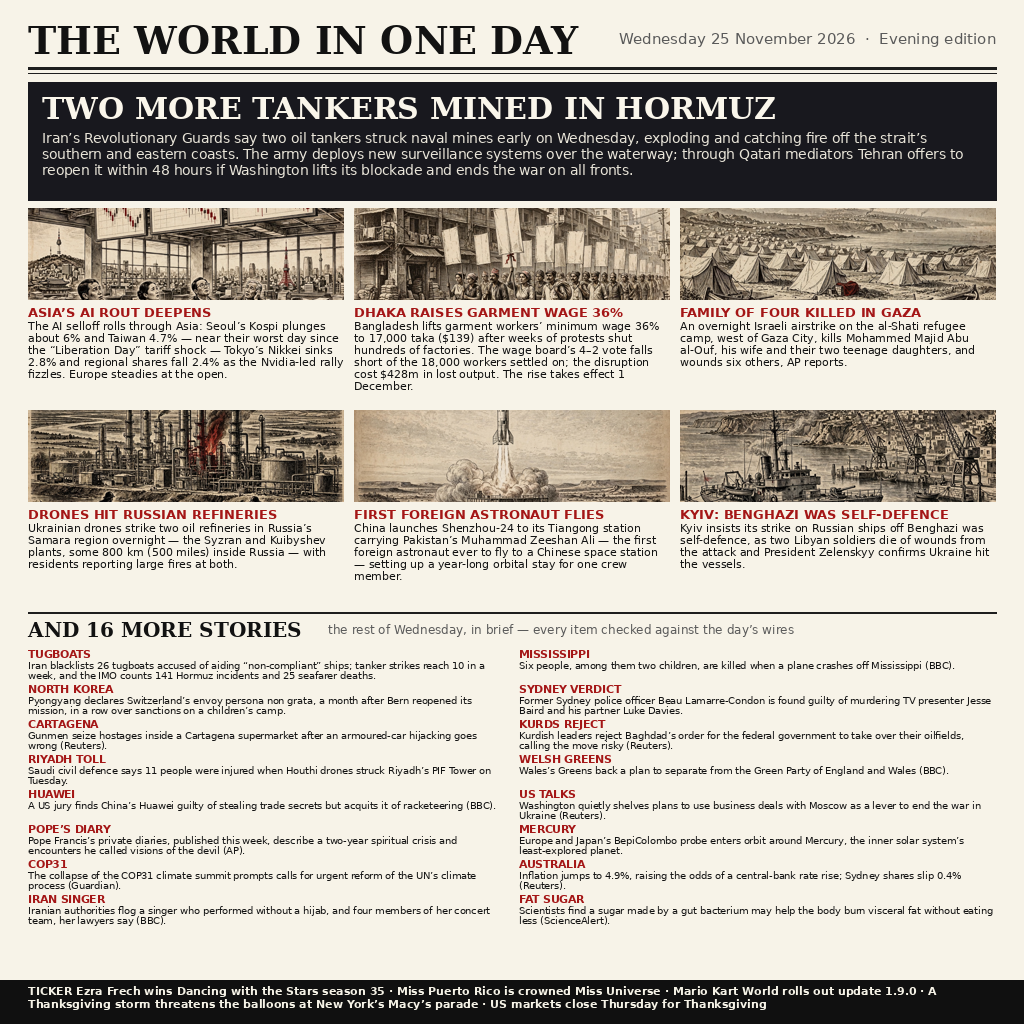 THE WORLD IN ONE DAY
Wednesday 25 November 2026 · Evening edition
TWO MORE TANKERS MINED IN HORMUZ
Iran’s Revolutionary Guards say two oil tankers struck naval mines early on Wednesday, exploding and catching fire off the strait’s
southern and eastern coasts. The army deploys new surveillance systems over the waterway; through Qatari mediators Tehran offers to
reopen it within 48 hours if Washington lifts its blockade and ends the war on all fronts.
ASIA’S AI ROUT DEEPENS
The AI selloff rolls through Asia: Seoul’s Kospi plunges
about 6% and Taiwan 4.7% — near their worst day since
the “Liberation Day” tariff shock — Tokyo’s Nikkei sinks
2.8% and regional shares fall 2.4% as the Nvidia-led rally
fizzles. Europe steadies at the open.
DHAKA RAISES GARMENT WAGE 36%
Bangladesh lifts garment workers’ minimum wage 36%
to 17,000 taka ($139) after weeks of protests shut
hundreds of factories. The wage board’s 4–2 vote falls
short of the 18,000 workers settled on; the disruption
cost $428m in lost output. The rise takes effect 1
December.
FAMILY OF FOUR KILLED IN GAZA
An overnight Israeli airstrike on the al-Shati refugee
camp, west of Gaza City, kills Mohammed Majid Abu
al-Ouf, his wife and their two teenage daughters, and
wounds six others, AP reports.
DRONES HIT RUSSIAN REFINERIES
Ukrainian drones strike two oil refineries in Russia’s
Samara region overnight — the Syzran and Kuibyshev
plants, some 800 km (500 miles) inside Russia — with
residents reporting large fires at both.
FIRST FOREIGN ASTRONAUT FLIES
China launches Shenzhou-24 to its Tiangong station
carrying Pakistan’s Muhammad Zeeshan Ali — the first
foreign astronaut ever to fly to a Chinese space station
— setting up a year-long orbital stay for one crew
member.
KYIV: BENGHAZI WAS SELF-DEFENCE
Kyiv insists its strike on Russian ships off Benghazi was
self-defence, as two Libyan soldiers die of wounds from
the attack and President Zelenskyy confirms Ukraine hit
the vessels.
AND 16 MORE STORIES
the rest of Wednesday, in brief — every item checked against the day’s wires
TUGBOATS
Iran blacklists 26 tugboats accused of aiding “non-compliant” ships; tanker strikes reach 10 in a
week, and the IMO counts 141 Hormuz incidents and 25 seafarer deaths.
NORTH KOREA
Pyongyang declares Switzerland’s envoy persona non grata, a month after Bern reopened its
mission, in a row over sanctions on a children’s camp.
CARTAGENA
Gunmen seize hostages inside a Cartagena supermarket after an armoured-car hijacking goes
wrong (Reuters).
RIYADH TOLL
Saudi civil defence says 11 people were injured when Houthi drones struck Riyadh’s PIF Tower on
Tuesday.
HUAWEI
A US jury finds China’s Huawei guilty of stealing trade secrets but acquits it of racketeering (BBC).
POPE’S DIARY
Pope Francis’s private diaries, published this week, describe a two-year spiritual crisis and
encounters he called visions of the devil (AP).
COP31
The collapse of the COP31 climate summit prompts calls for urgent reform of the UN’s climate
process (Guardian).
IRAN SINGER
Iranian authorities flog a singer who performed without a hijab, and four members of her concert
team, her lawyers say (BBC).
MISSISSIPPI
Six people, among them two children, are killed when a plane crashes off Mississippi (BBC).
SYDNEY VERDICT
Former Sydney police officer Beau Lamarre-Condon is found guilty of murdering TV presenter Jesse
Baird and his partner Luke Davies.
KURDS REJECT
Kurdish leaders reject Baghdad’s order for the federal government to take over their oilfields,
calling the move risky (Reuters).
WELSH GREENS
Wales’s Greens back a plan to separate from the Green Party of England and Wales (BBC).
US TALKS
Washington quietly shelves plans to use business deals with Moscow as a lever to end the war in
Ukraine (Reuters).
MERCURY
Europe and Japan’s BepiColombo probe enters orbit around Mercury, the inner solar system’s
least-explored planet.
AUSTRALIA
Inflation jumps to 4.9%, raising the odds of a central-bank rate rise; Sydney shares slip 0.4%
(Reuters).
FAT SUGAR
Scientists find a sugar made by a gut bacterium may help the body burn visceral fat without eating
less (ScienceAlert).
TICKER Ezra Frech wins Dancing with the Stars season 35 · Miss Puerto Rico is crowned Miss Universe · Mario Kart World rolls out update 1.9.0 · A
Thanksgiving storm threatens the balloons at New York’s Macy’s parade · US markets close Thursday for Thanksgiving